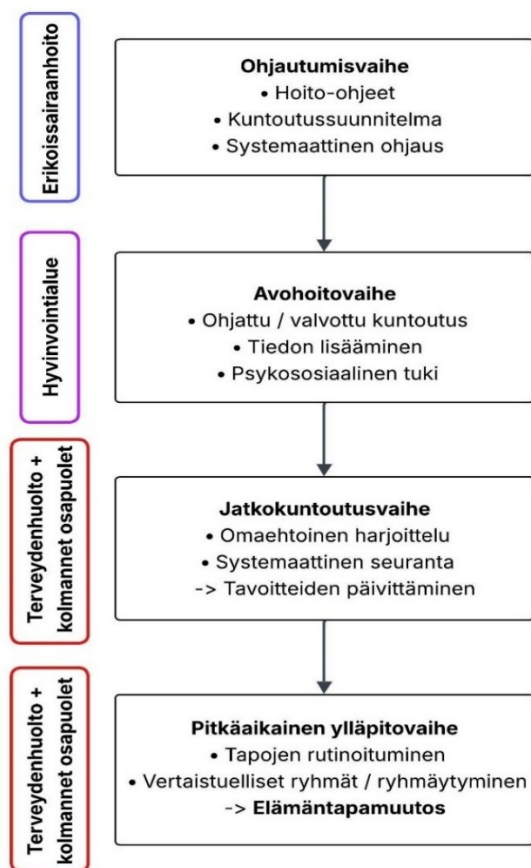 Erikoissairaanhoito
Ohjautumisvaihe
• Hoito-ohjeet
• Kuntoutussuunnitelma
• Systemaattinen ohjaus
Hyvinvointialue
Avohoitovaihe
• Ohjattu / valvottu kuntoutus
• Tiedon lisääminen
• Psykososiaalinen tuki
Terveydenhuolto +
kolmannet osapuolet
Jatkokuntoutusvaihe
• Omaehtoinen harjoittelu
• Systemaattinen seuranta
-> Tavoitteiden päivittäminen
Terveydenhuolto +
kolmannet osapuolet
Pitkäaikainen ylläpitovaihe
• Tapojen rutinoituminen
• Vertaistuelliset ryhmät / ryhmäytyminen
-> Elämäntapamuutos